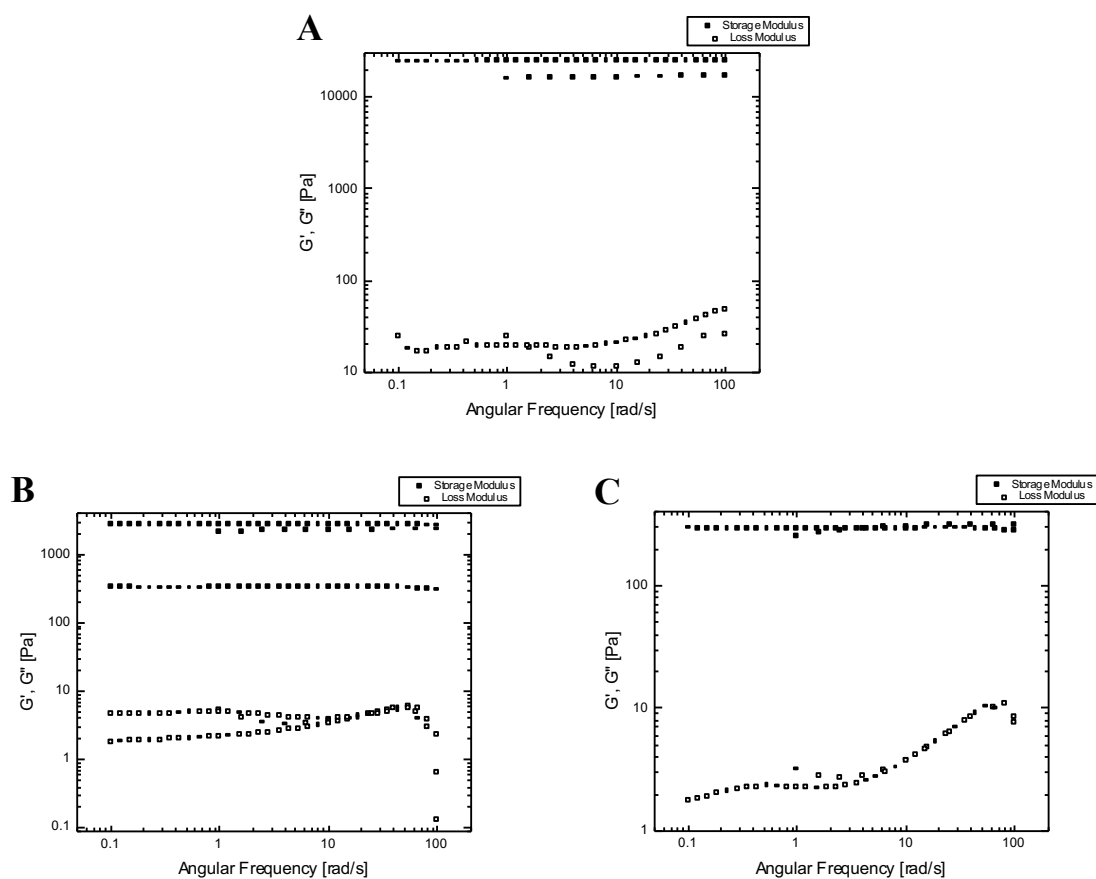 A
Storage Modulus
Loss Modulus
10000
1000
100
10
0.1 1 10 100
G', G'' [Pa]
Angular Frequency [rad/s]
B
Storage Modulus
Loss Modulus
1000
100
10
1
0.1
0.1 1 10 100
G', G'' [Pa]
Angular Frequency [rad/s]
C
Storage Modulus
Loss Modulus
100
10
1
0.1 1 10 100
G', G'' [Pa]
Angular Frequency [rad/s]